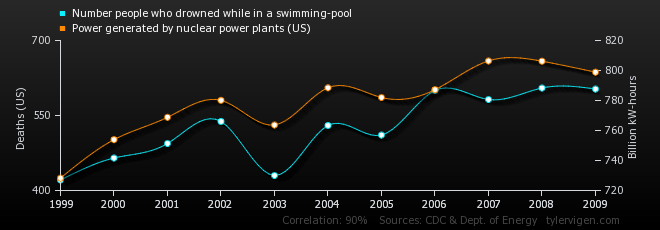 Number people who drowned while in a swimming-pool
Power generated by nuclear power plants (US)
700
820
800
550
780
760
740
400
720
Deaths (US)
Billion kW-hours
1999 2000 2001 2002 2003 2004 2005 2006 2007 2008 2009
Correlation: 90% Sources: CDC & Dept. of Energy tylervigen.com